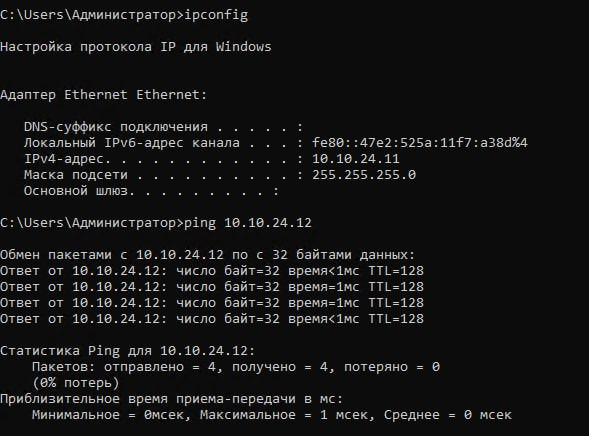 C:\Users\Администратор>ipconfig
Настройка протокола IP для Windows
Адаптер Ethernet Ethernet:
DNS-суффикс подключения . . . . . :
Локальный IPv6-адрес канала . . . : fe80::47e2:525a:11f7:a38d%4
IPv4-адрес. . . . . . . . . . . . : 10.10.24.11
Маска подсети . . . . . . . . . . : 255.255.255.0
Основной шлюз. . . . . . . . . :
C:\Users\Администратор>ping 10.10.24.12
Обмен пакетами с 10.10.24.12 по с 32 байтами данных:
Ответ от 10.10.24.12: число байт=32 время<1мс TTL=128
Ответ от 10.10.24.12: число байт=32 время=1мс TTL=128
Ответ от 10.10.24.12: число байт=32 время=1мс TTL=128
Ответ от 10.10.24.12: число байт=32 время<1мс TTL=128
Статистика Ping для 10.10.24.12:
Пакетов: отправлено = 4, получено = 4, потеряно = 0
(0% потерь)
Приблизительное время приема-передачи в мс:
Минимальное = 0мсек, Максимальное = 1 мсек, Среднее = 0 мсек